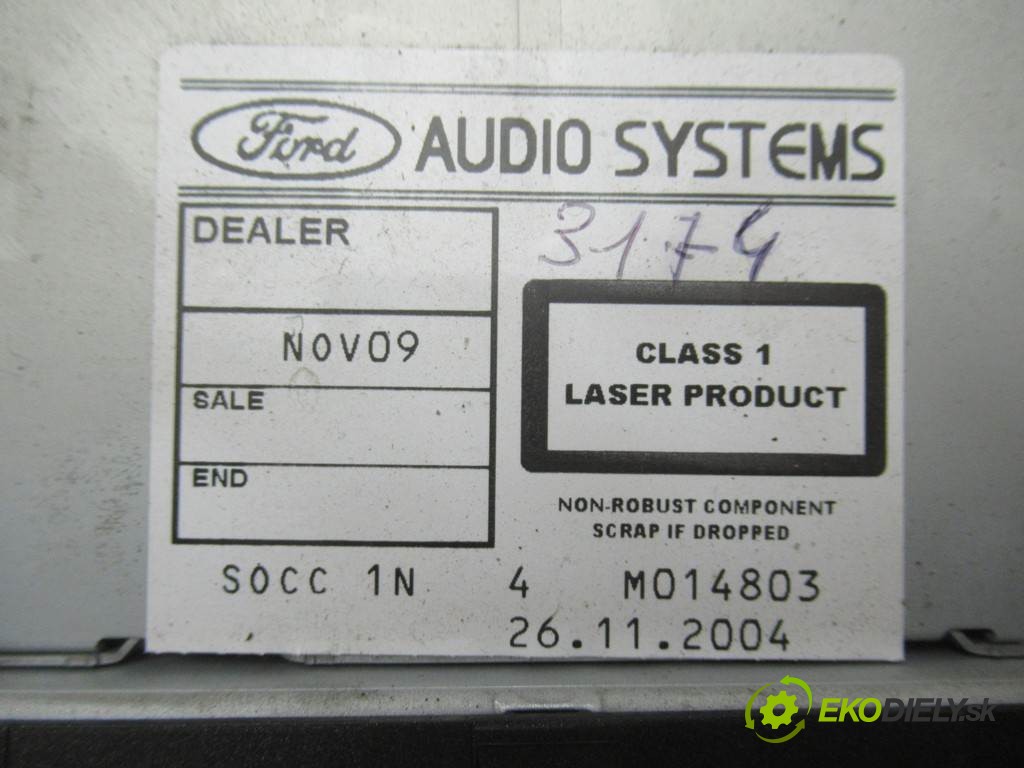 Ford AUDIO SYSTEMS
DEALER
3174
NOV09
CLASS 1
LASER PRODUCT
SALE
END
NON-ROBUST COMPONENT
SCRAP IF DROPPED
SOCC 1N 4 M014803
26.11.2004
EKODIELY.sk